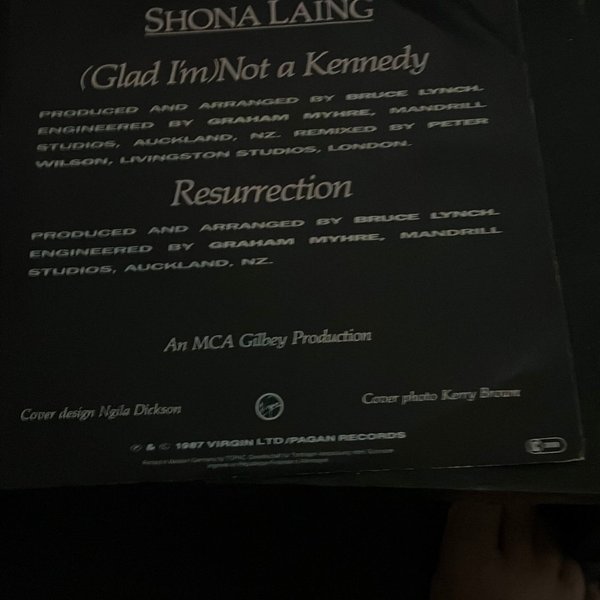 SHONA LAING
(Glad I'm) Not a Kennedy
PRODUCED AND ARRANGED BY BRUCE LYNCH.
ENGINEERED BY GRAHAM MYHRE, MANDRILL
STUDIOS, AUCKLAND, NZ. REMIXED BY PETER
WILSON, LIVINGSTON STUDIOS, LONDON.
Resurrection
PRODUCED AND ARRANGED BY BRUCE LYNCH.
ENGINEERED BY GRAHAM MYHRE, MANDRILL
STUDIOS, AUCKLAND, NZ.
An MCA Gilbey Production
Cover design Ngila Dickson
Virgin
Cover photo Kerry Brown
℗ & © 1987 VIRGIN LTD/PAGAN RECORDS